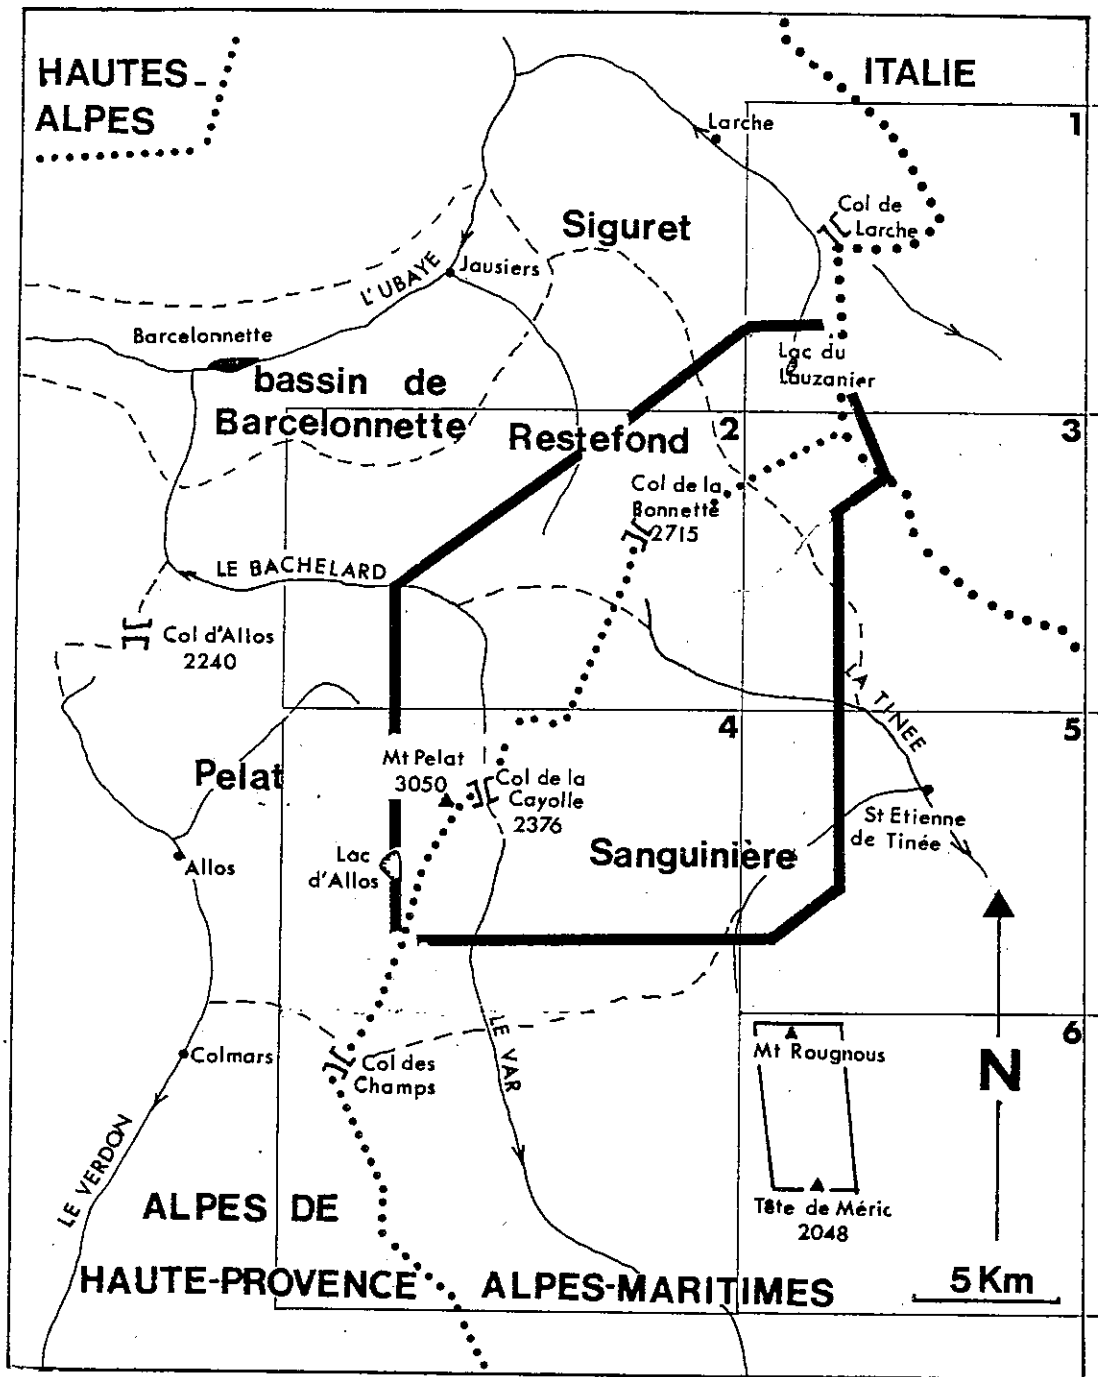 HAUTES-
ALPES
ITALIE
1
Larche
Col de
Larche
Siguret
Jausiers
L'UBAYE
Barcelonnette
Lac du
Lauzanier
bassin de
Barcelonnette
Restefond
2
3
Col de la
Bonnette
2715
LE BACHELARD
Col d'Allos
2240
LA TINEE
4
5
Pelat
Mt Pelat
3050
Col de la
Cayolle
2376
St Etienne
de Tinée
Sanguinière
Lac
d'Allos
Allos
LE VAR
6
Colmars
Col des
Champs
Mt Rougnous
N
LE VERDON
ALPES DE
HAUTE-PROVENCE
ALPES-MARITIMES
Tête de Méric
2048
5 Km